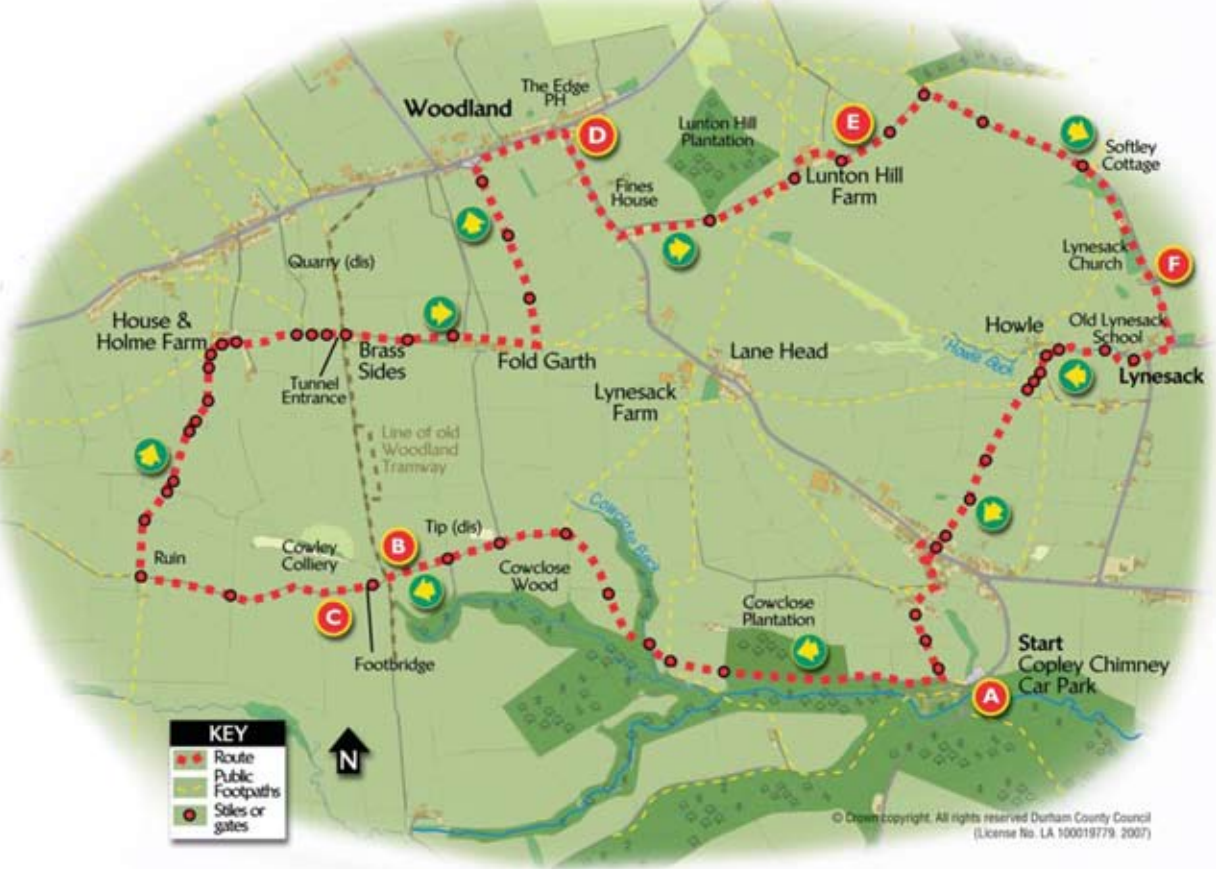 The Edge
PH
Woodland
D
Lunton Hill
Plantation
E
Softley
Cottage
Lunton Hill
Farm
Fines
House
Lynesack
Church
F
Quarry (dis)
House &
Holme Farm
Brass
Sides
Tunnel
Entrance
Fold Garth
Lane Head
Lynesack
Farm
Howle
Howle Beck
Old Lynesack
School
Lynesack
Line of old
Woodland
Tramway
Cowclose Beck
Ruin
Cowley
Colliery
B
Tip (dis)
Cowclose
Wood
C
Footbridge
Cowclose
Plantation
Start
Copley Chimney
Car Park
A
KEY
Route
Public
Footpaths
Stiles or
gates
N
© Crown copyright. All rights reserved Durham County Council
(License No. LA 100019779. 2007)